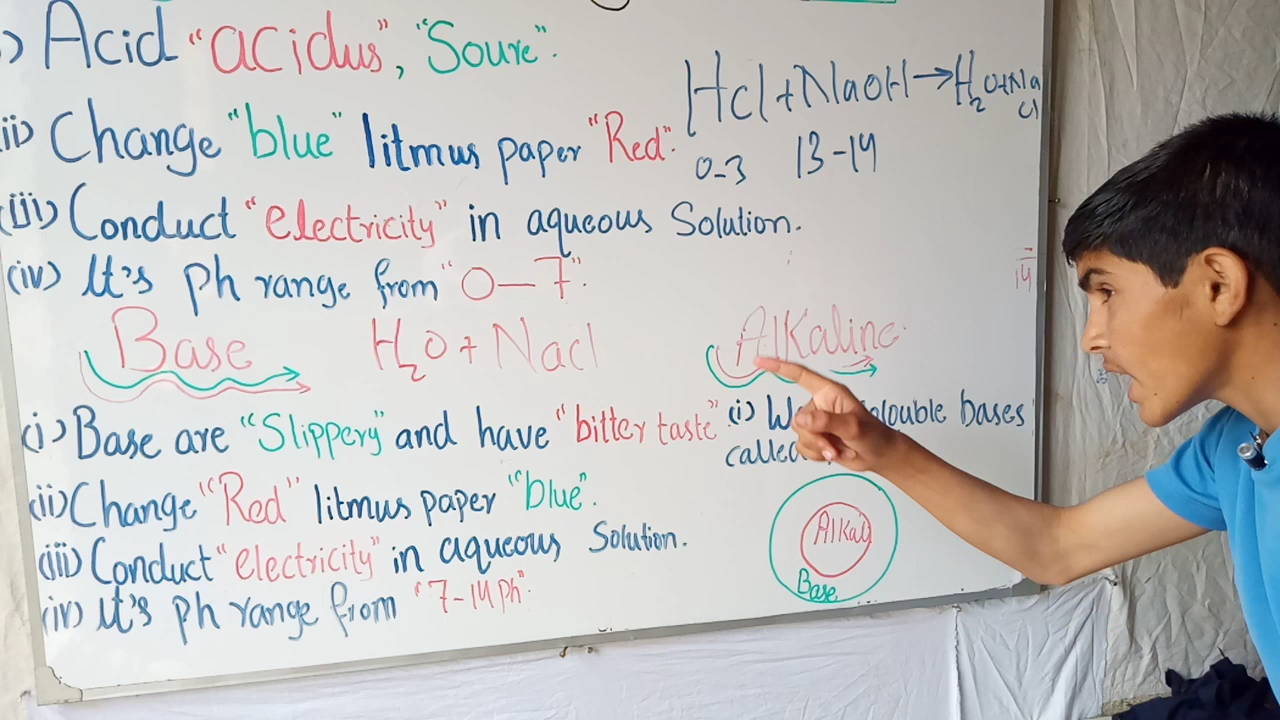 i) Acid "acidus", "Soure".
ii) Change "blue" litmus paper "Red".
(iii) Conduct "electricity" in aqueous Solution.
(iv) It's Ph range from "0–7".
Hcl + NaOH → H2O + Na
cl
0-3 13-14
14
Base H2O + Nacl
(i) Base are "Slippery" and have "bitter taste"
(ii) Change "Red" litmus paper "blue".
(iii) Conduct "electricity" in aqueous Solution.
(iv) It's Ph range from "7-14 Ph"
Alkaline
(i) bases
called
Alkali
Base